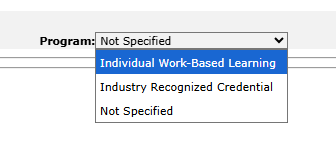 Program: Not Specified
Individual Work-Based Learning
Industry Recognized Credential
Not Specified